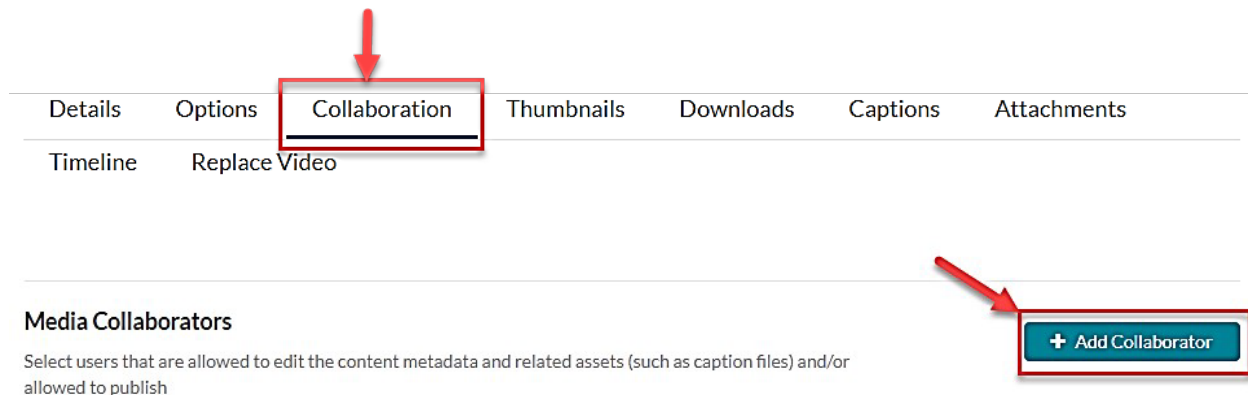 Details Options Collaboration Thumbnails Downloads Captions Attachments
Timeline Replace Video
Media Collaborators
+ Add Collaborator
Select users that are allowed to edit the content metadata and related assets (such as caption files) and/or
allowed to publish